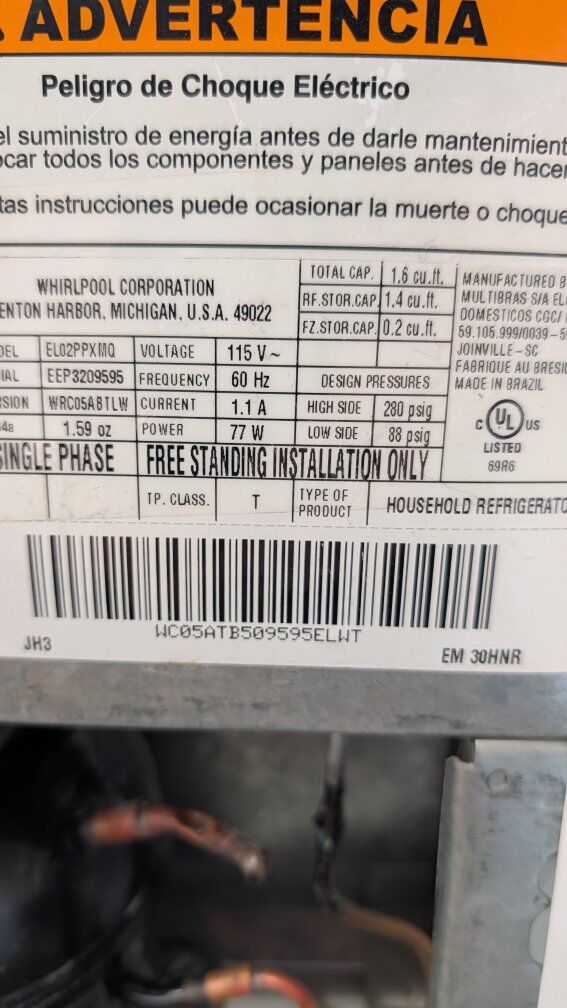 . ADVERTENCIA
Peligro de Choque Eléctrico
el suministro de energía antes de darle mantenimient
ocar todos los componentes y paneles antes de hacer
tas instrucciones puede ocasionar la muerte o choque
WHIRLPOOL CORPORATION
ENTON HARBOR, MICHIGAN, U.S.A. 49022
TOTAL CAP. 1.6 cu.ft.
RF.STOR.CAP. 1.4 cu.ft.
FZ.STOR.CAP. 0.2 cu.ft.
MANUFACTURED B
MULTIBRAS S/A EL
DOMESTICOS CGC/
59.105.999/0039-5
JOINVILLE-SC
FABRIQUE AU BRESI
MADE IN BRAZIL
DEL EL02PPXMQ VOLTAGE 115 V~
IAL EEP3209595 FREQUENCY 60 Hz DESIGN PRESSURES
RSION WRC05ABTLW CURRENT 1.1 A HIGH SIDE 280 psig
4a 1.59 oz POWER 77 W LOW SIDE 88 psig
C UL US
LISTED
69A6
SINGLE PHASE FREE STANDING INSTALLATION ONLY
TP. CLASS. T TYPE OF PRODUCT HOUSEHOLD REFRIGERATO
WC05ATB509595ELWT
JH3
EM 30HNR